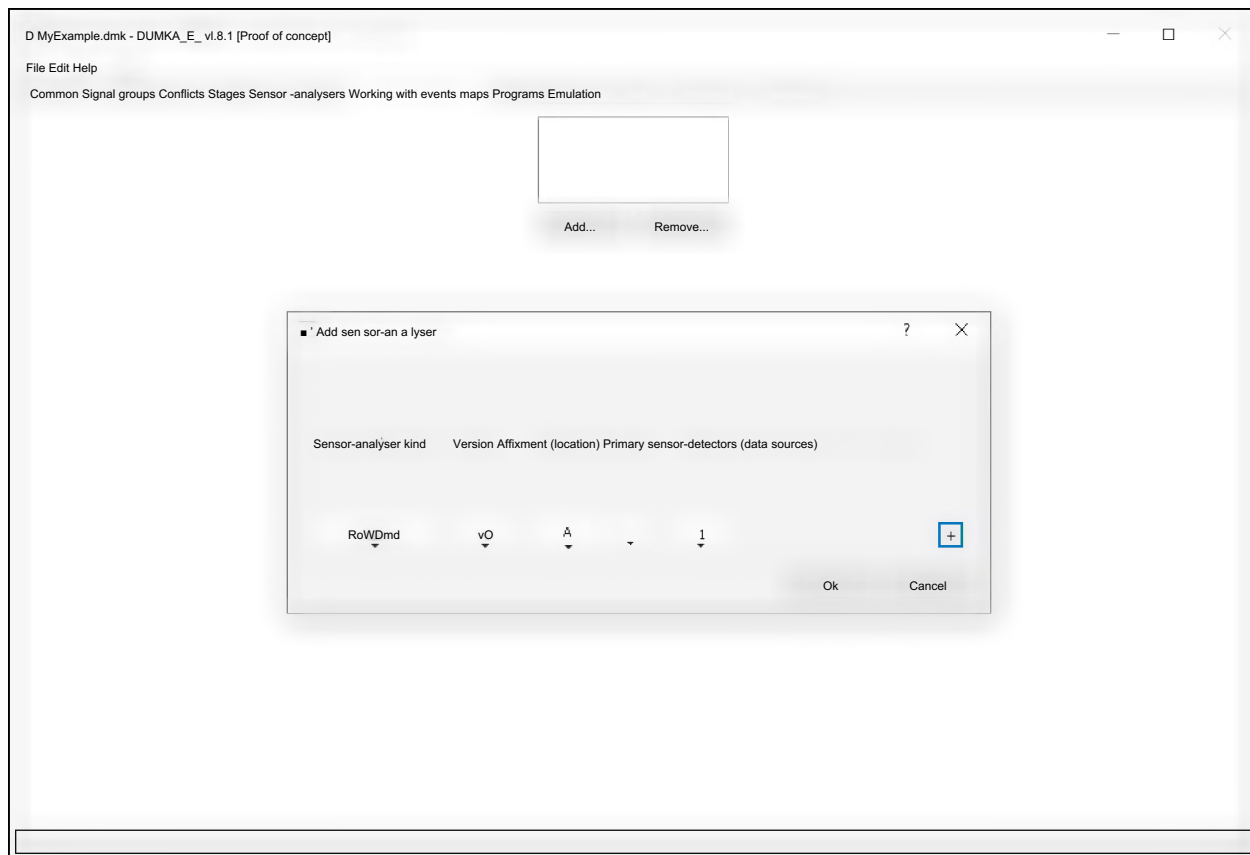 D MyExample.dmk - DUMKA_E_ vl.8.1 [Proof of concept]
File Edit Help
Common Signal groups Conflicts Stages Sensor -analysers Working with events maps Programs Emulation
Add... Remove...
■ ' Add sen sor-an a lyser ?
Sensor-analyser kind Version Affixment (location) Primary sensor-detectors (data sources)
RoWDmd vO A 1 +
Ok Cancel